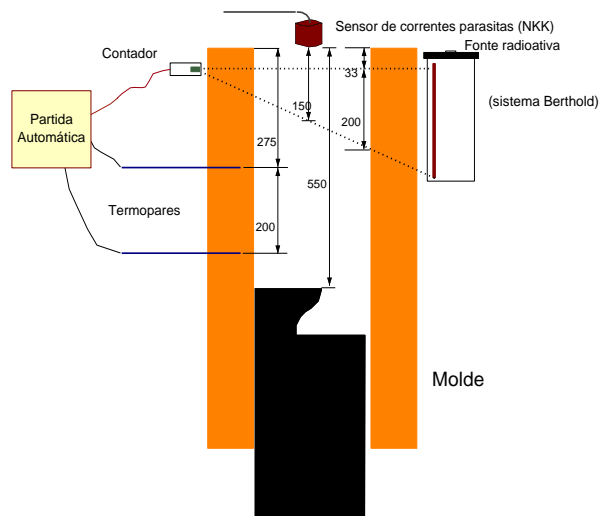 Sensor de correntes parasitas (NKK)
Fonte radioativa
Contador
33
(sistema Berthold)
150
Partida
Automática
200
275
550
Termopares
200
Molde